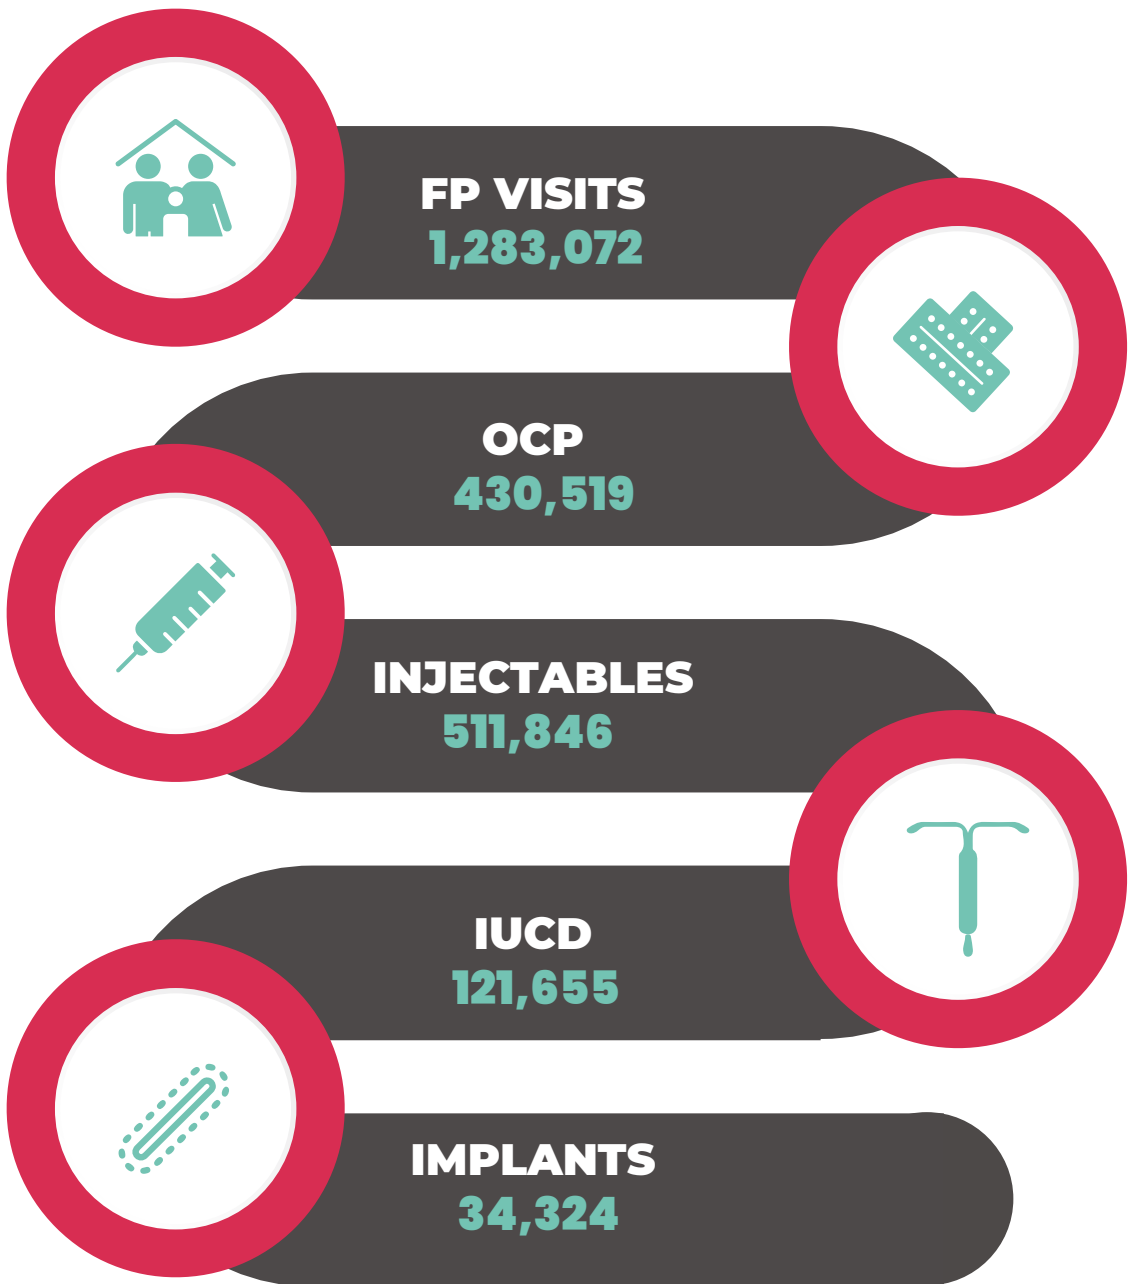 FP VISITS
1,283,072
OCP
430,519
INJECTABLES
511,846
IUCD
121,655
IMPLANTS
34,324